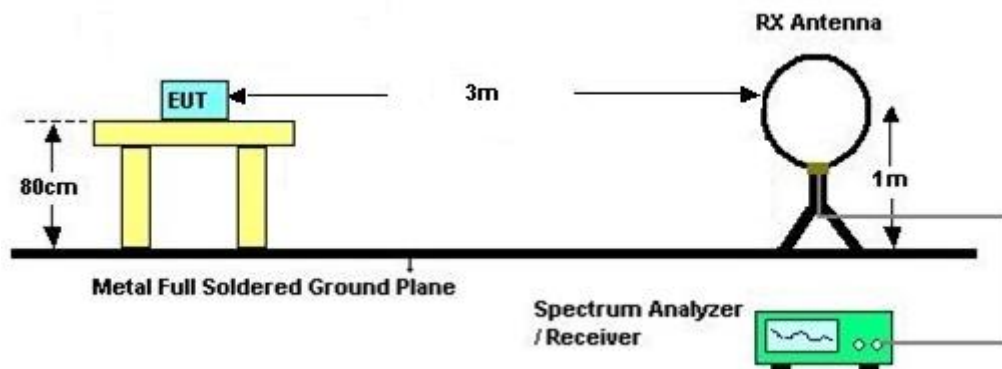 RX Antenna
EUT
3m
80cm
1m
Metal Full Soldered Ground Plane
Spectrum Analyzer
/ Receiver